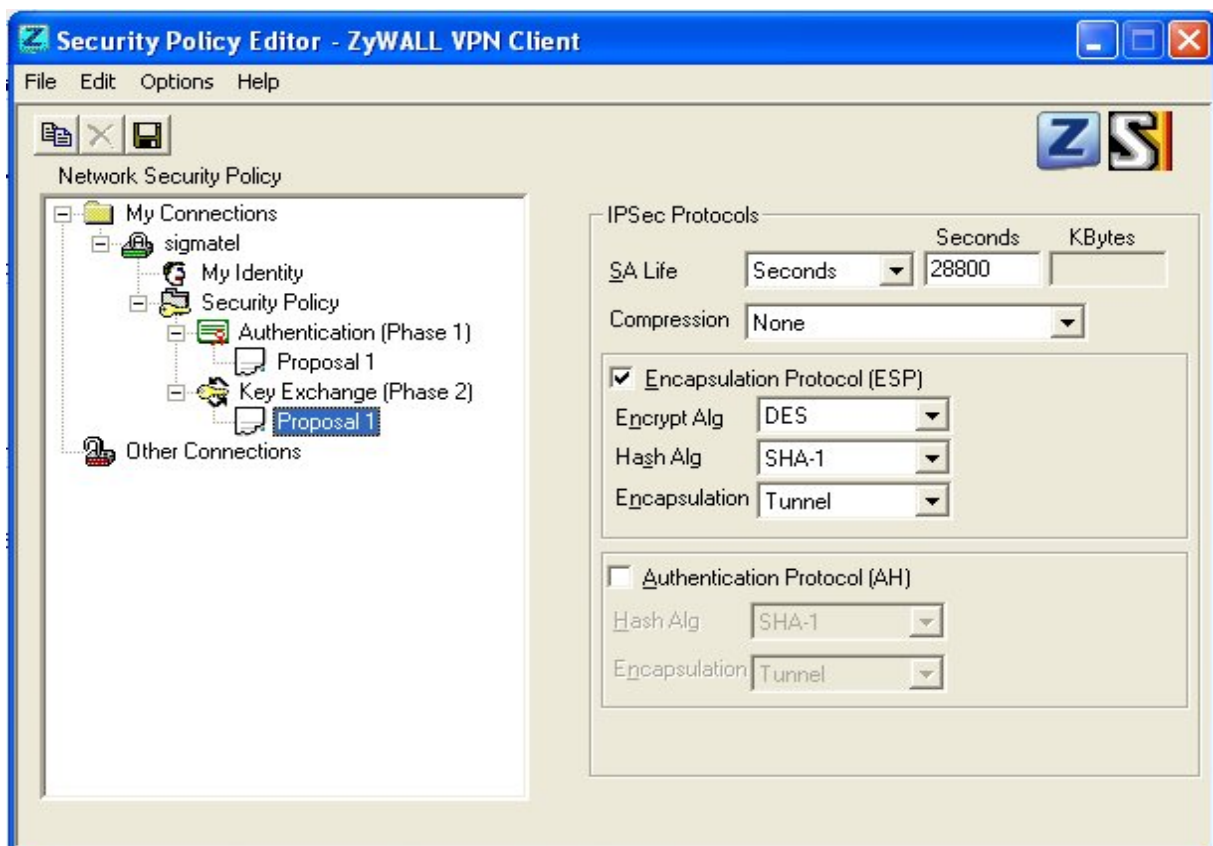 Security Policy Editor - ZyWALL VPN Client
File Edit Options Help
Network Security Policy
My Connections
sigmatel
My Identity
Security Policy
Authentication (Phase 1)
Proposal 1
Key Exchange (Phase 2)
Proposal 1
Other Connections
IPSec Protocols
Seconds KBytes
SA Life Seconds 28800
Compression None
Encapsulation Protocol (ESP)
Encrypt Alg DES
Hash Alg SHA-1
Encapsulation Tunnel
Authentication Protocol (AH)
Hash Alg SHA-1
Encapsulation Tunnel